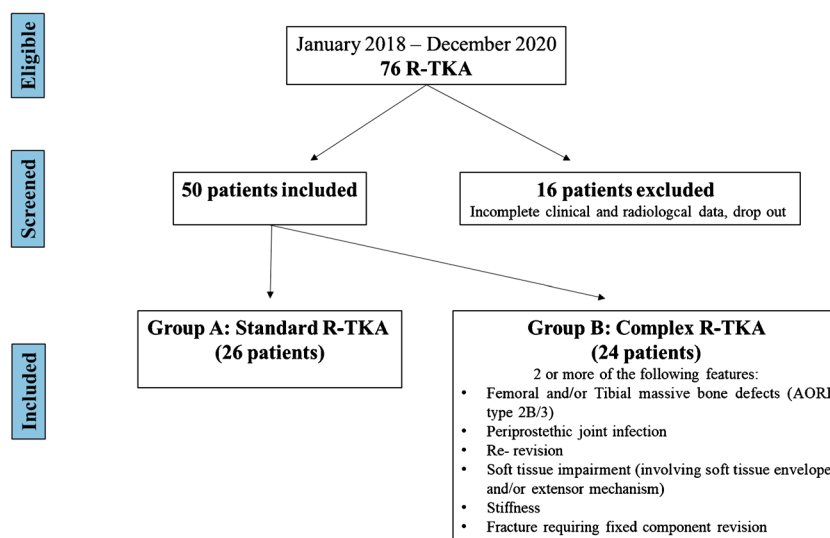 Eligible
January 2018 – December 2020
76 R-TKA
Screened
50 patients included
16 patients excluded
Incomplete clinical and radiologcal data, drop out
Included
Group A: Standard R-TKA
(26 patients)
Group B: Complex R-TKA
(24 patients)
2 or more of the following features:
• Femoral and/or Tibial massive bone defects (AORI
type 2B/3)
• Periprostethic joint infection
• Re- revision
• Soft tissue impairment (involving soft tissue envelope
and/or extensor mechanism)
• Stiffness
• Fracture requiring fixed component revision